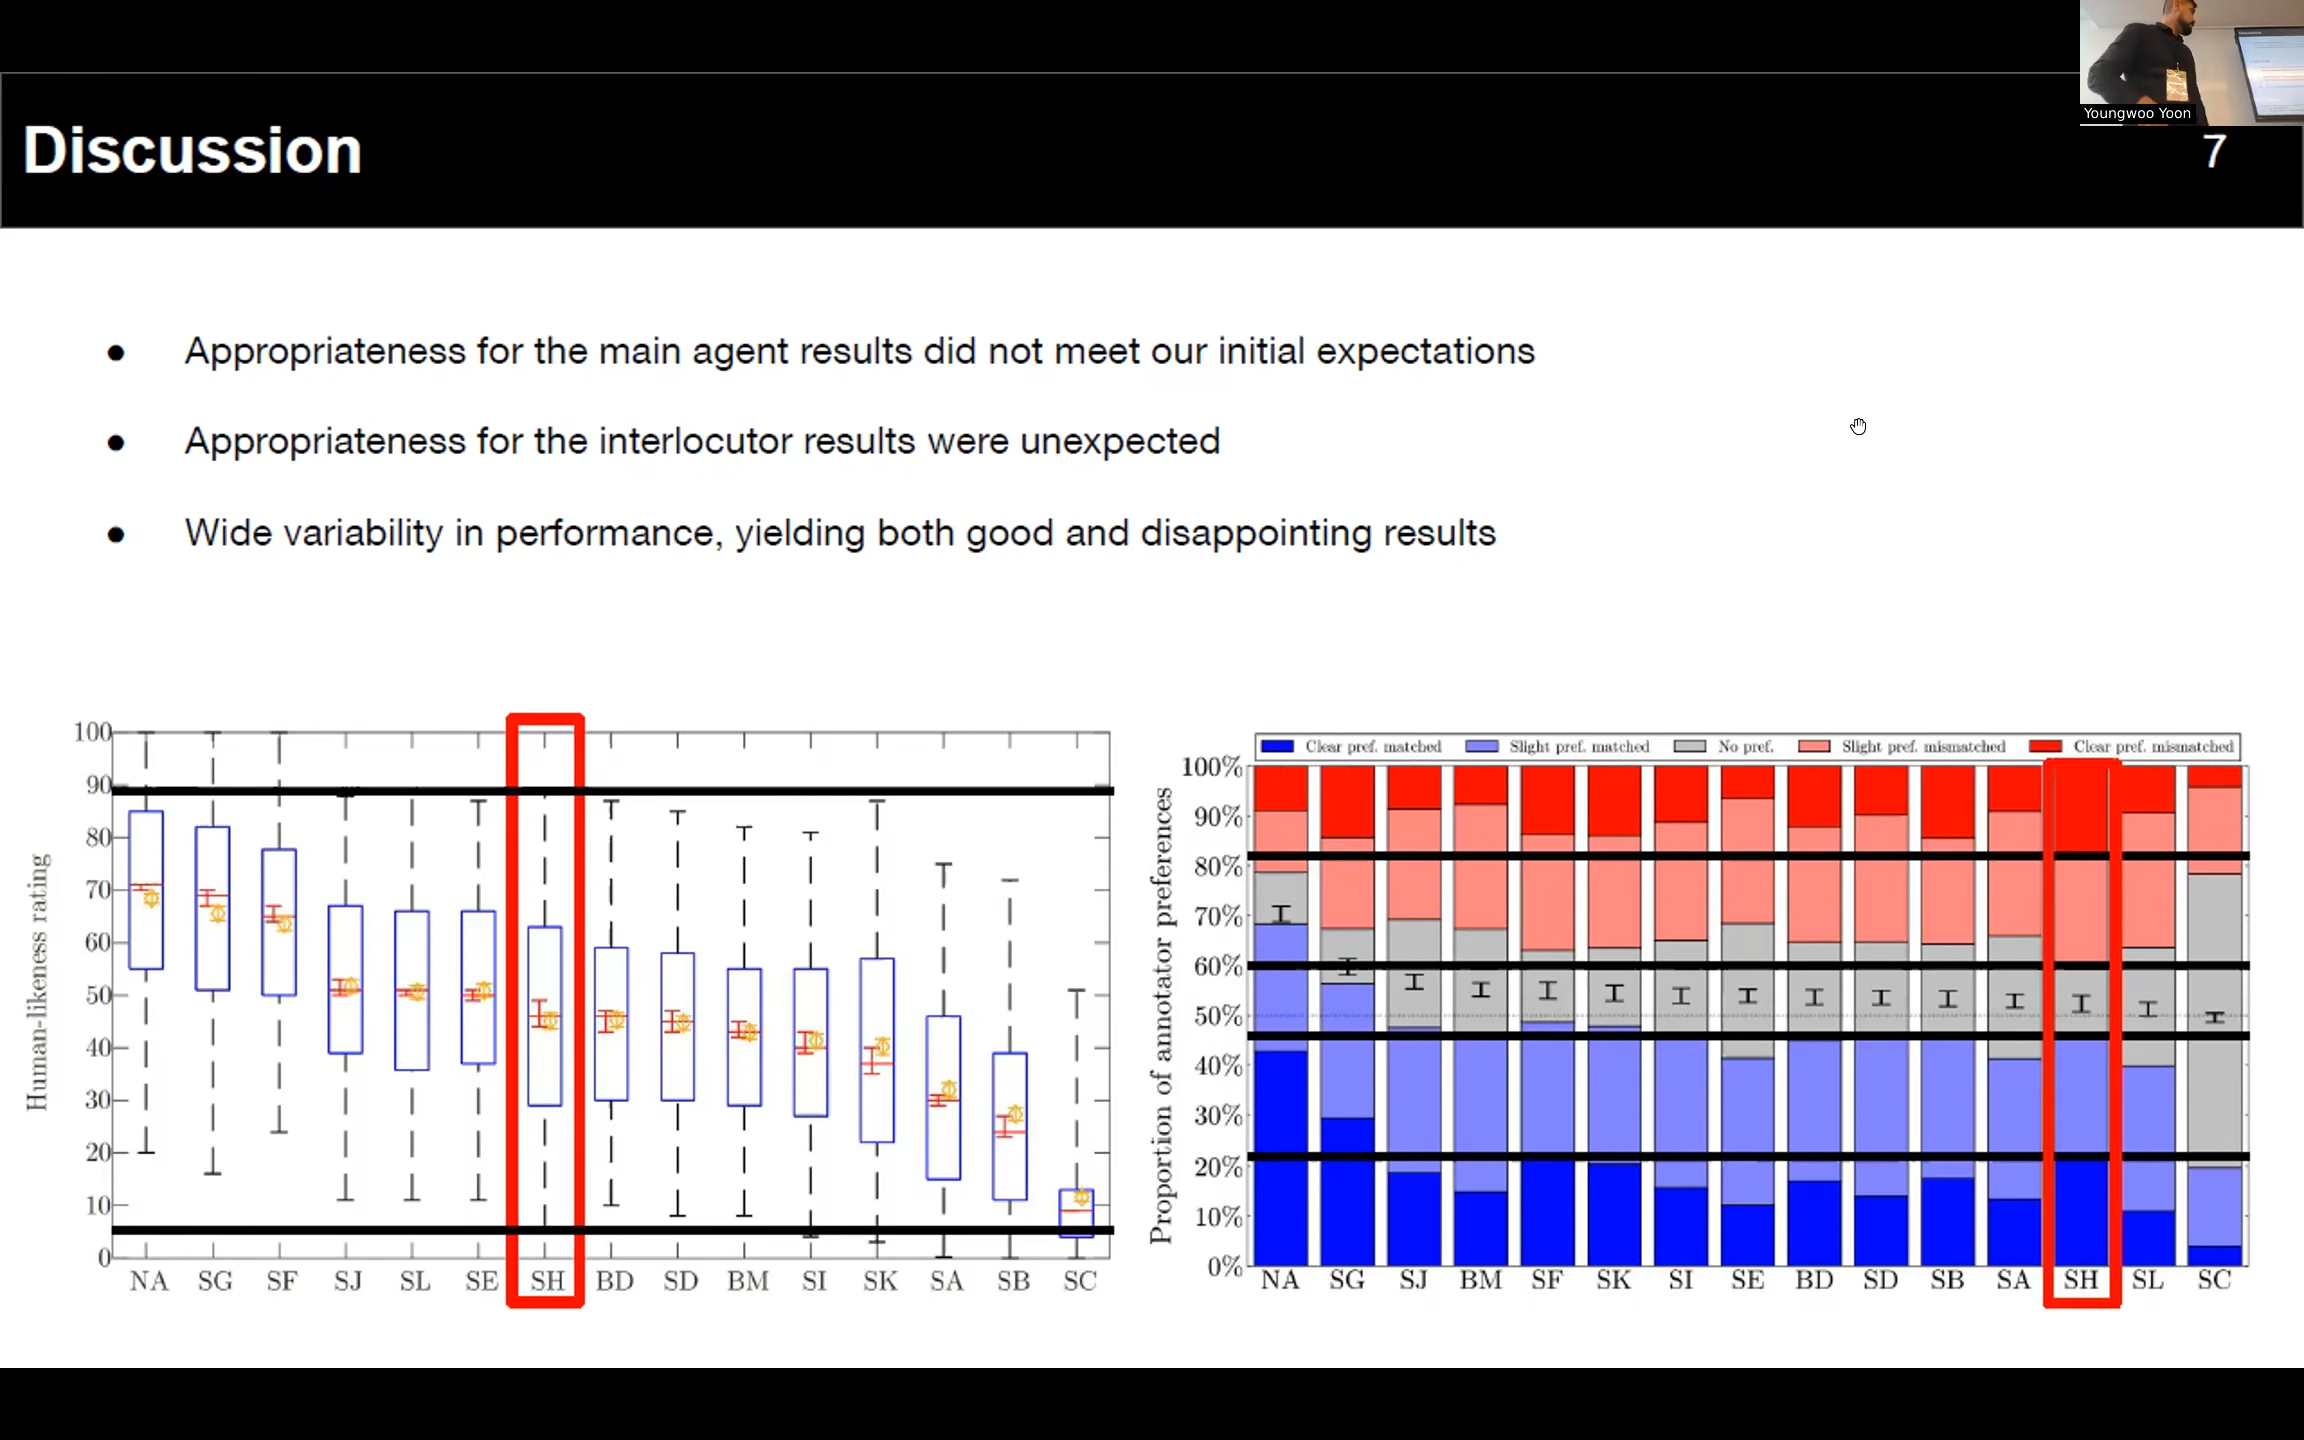 Youngwoo Yoon
Discussion
7
● Appropriateness for the main agent results did not meet our initial expectations
● Appropriateness for the interlocutor results were unexpected
● Wide variability in performance, yielding both good and disappointing results
Human-likeness rating
100
90
80
70
60
50
40
30
20
10
0
NA SG SF SJ SL SE SH BD SD BM SI SK SA SB SC
Clear pref. matched Slight pref. matched No pref. Slight pref. mismatched Clear pref. mismatched
Proportion of annotator preferences
100%
90%
80%
70%
60%
50%
40%
30%
20%
10%
0%
NA SG SJ BM SF SK SI SE BD SD SB SA SH SL SC